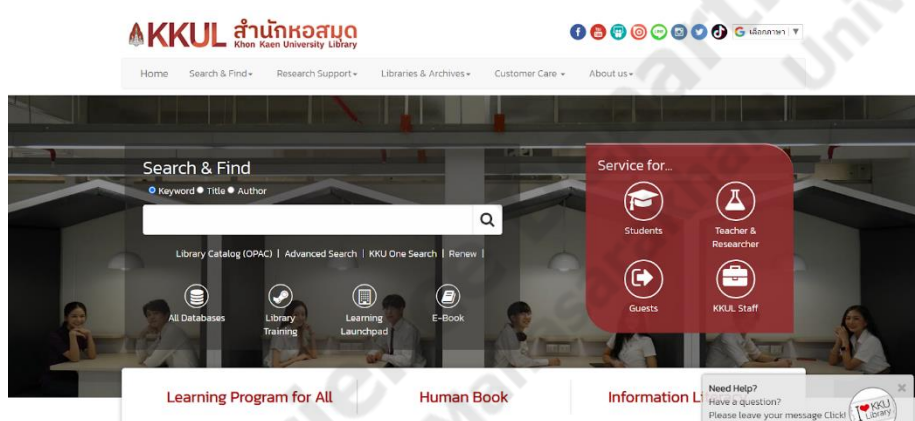 KKUL สำนักหอสมุด
Khon Kaen University Library
เลือกภาษา ▼
Home Search & Find Research Support Libraries & Archives Customer Care About us
Search & Find
Keyword Title Author
Library Catalog (OPAC) | Advanced Search | KKU One Search | Renew |
All Databases
Library Training
Learning Launchpad
E-Book
Service for...
Students
Teacher & Researcher
Guests
KKUL Staff
Learning Program for All
Human Book
Information
Need Help?
Have a question?
Please leave your message Click!
I KKU
Library